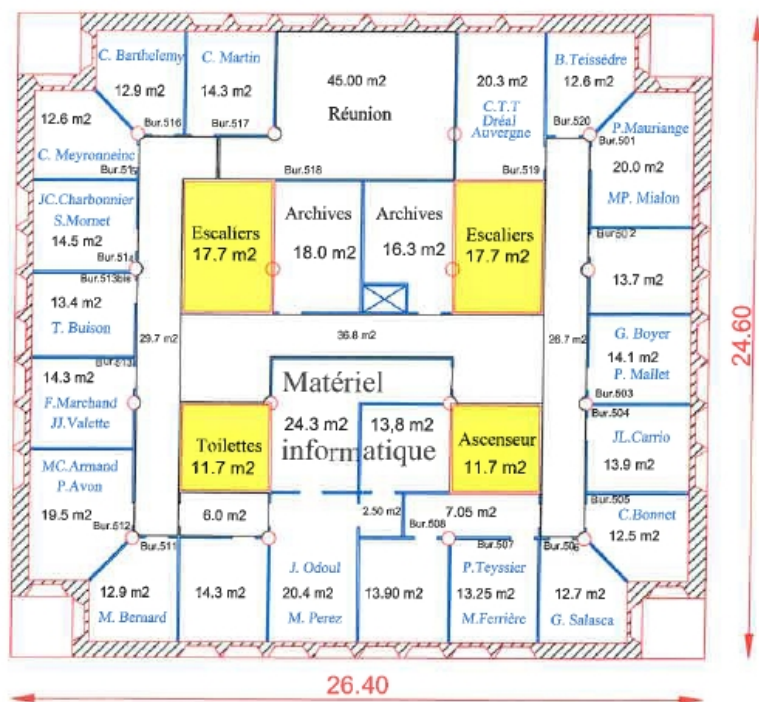 C. Barthelemy
12.9 m2
Bur.516
C. Martin
14.3 m2
Bur.517
45.00 m2
Réunion
Bur.518
20.3 m2
C.T.T
Dréal
Auvergne
Bur.519
B.Teissédre
12.6 m2
Bur.520
12.6 m2
C. Meyronneinc
P.Mauriange
Bur.501
20.0 m2
MP. Mialon
JC.Charbonnier
S.Mornet
14.5 m2
Bur.514
Escaliers
17.7 m2
Archives
18.0 m2
Archives
16.3 m2
Escaliers
17.7 m2
Bur.502
13.7 m2
Bur.513bis
13.4 m2
T. Buison
29.7 m2
36.8 m2
26.7 m2
G. Boyer
14.1 m2
P. Mallet
Bur.503
Bur.513
14.3 m2
F.Marchand
JJ.Valette
Matériel
informatique
24.3 m2
13,8 m2
Toilettes
11.7 m2
Ascenseur
11.7 m2
Bur.504
JL.Carrio
13.9 m2
MC.Armand
P.Avon
19.5 m2
Bur.512
Bur.511
6.0 m2
2.50 m2
7.05 m2
Bur.508
Bur.507
Bur.505
C.Bonnet
12.5 m2
12.9 m2
M. Bernard
14.3 m2
J. Odoul
20.4 m2
M. Perez
13.90 m2
P.Teyssier
13.25 m2
M.Ferrière
12.7 m2
G. Salasca
24.60
26.40